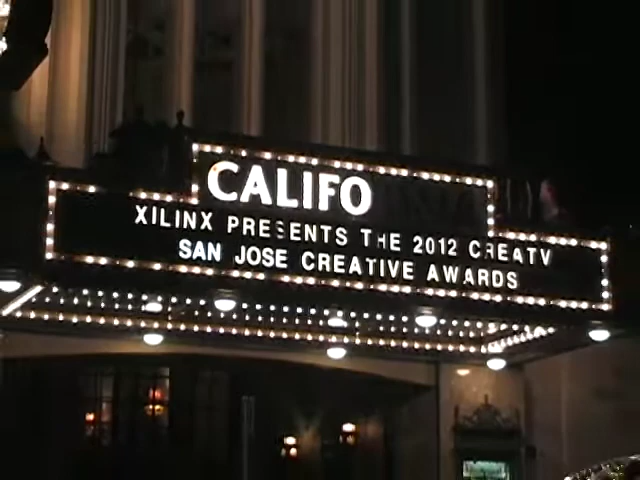 CALIFO
XILINX PRESENTS THE 2012 CREATV
SAN JOSE CREATIVE AWARDS